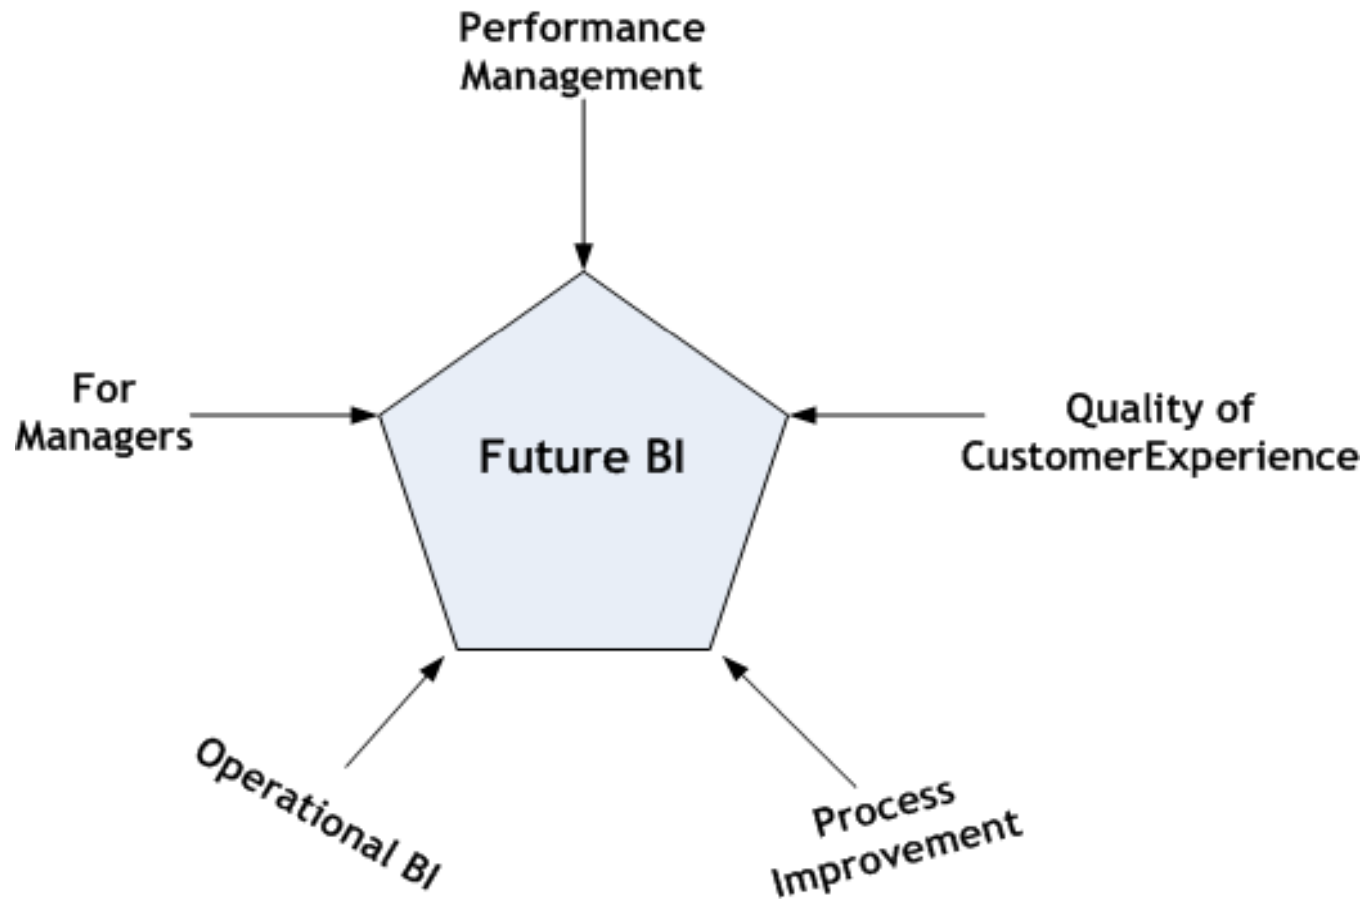 Performance
Management
For
Managers
Future BI
Quality of
CustomerExperience
Operational BI
Process
Improvement